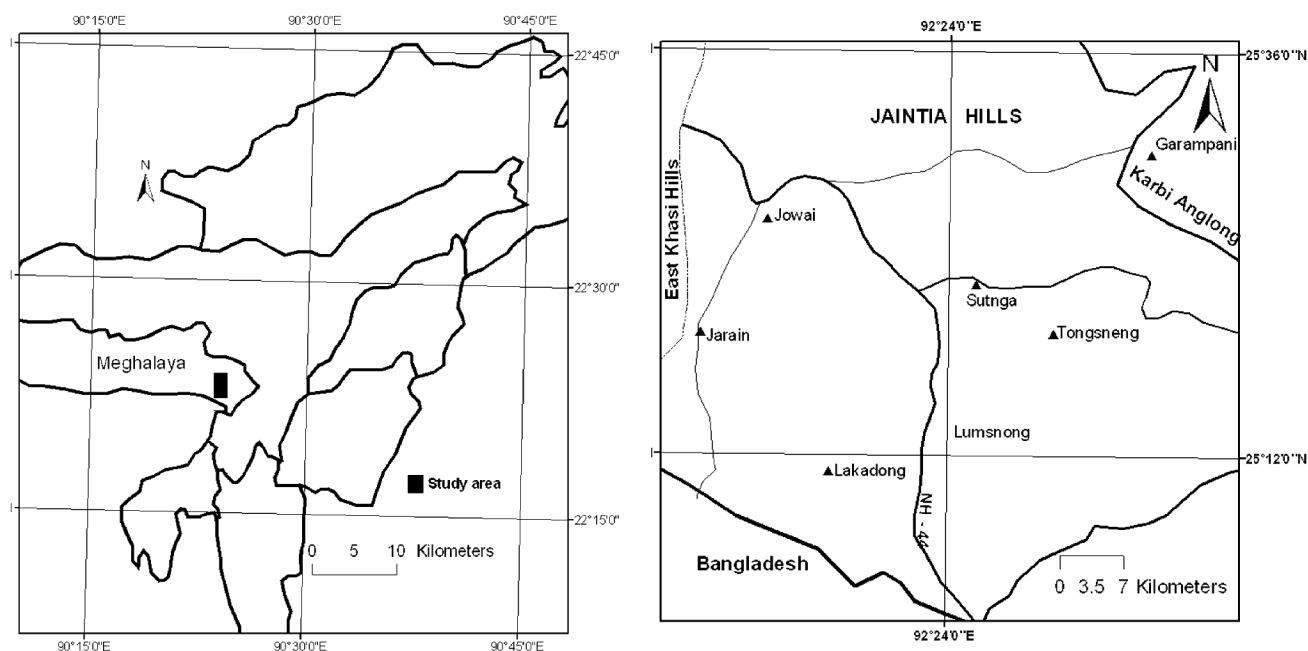 90°15'0"E 90°30'0"E 90°45'0"E
22°45'0"
N
22°30'0"
Meghalaya
Study area
22°15'0"
0 5 10 Kilometers
90°15'0"E 90°30'0"E 90°45'0"E
92°24'0"E
25°36'0"N
N
JAINTIA HILLS
Garampani
Karbi Anglong
East Khasi Hills
Jowai
Sutnga
Jarain
Tongsneng
Lumsnong
25°12'0"N
Lakadong
NH - 44
Bangladesh
0 3.5 7 Kilometers
92°24'0"E